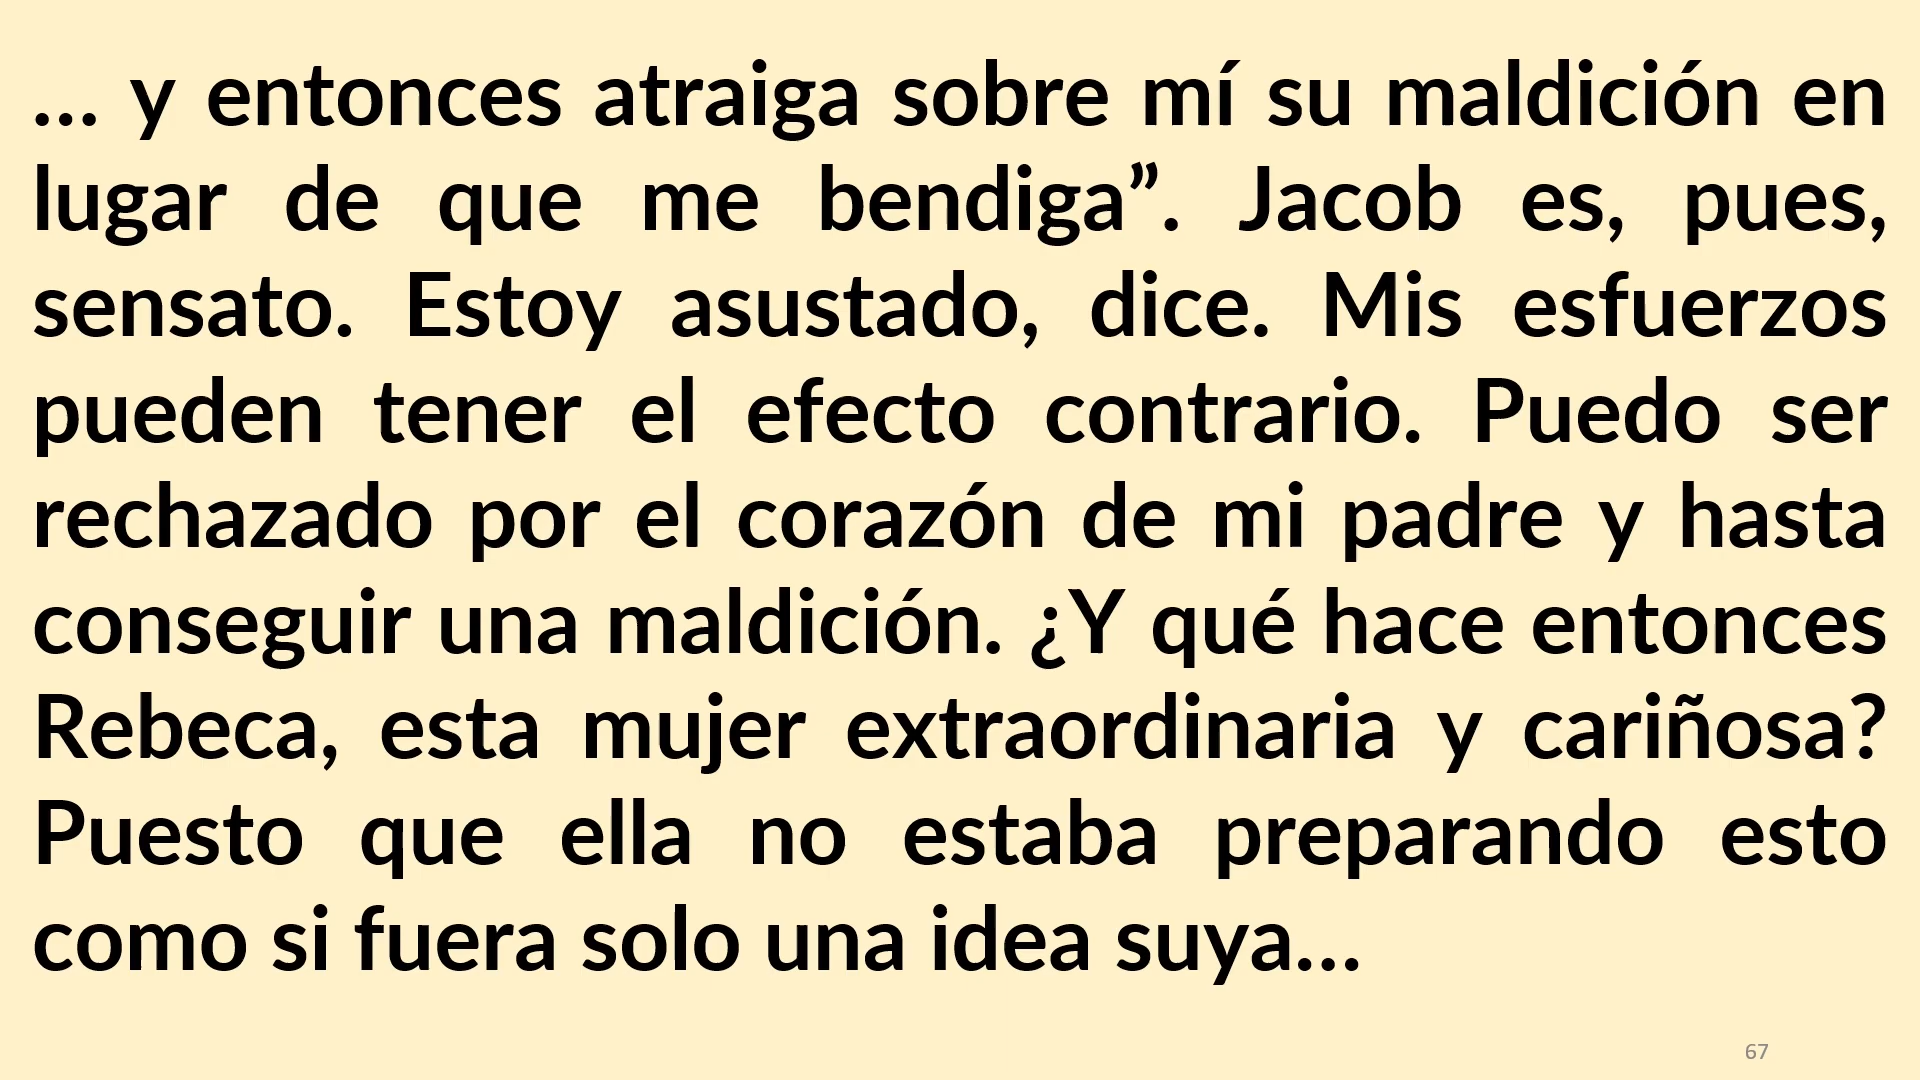 … y entonces atraiga sobre mí su maldición en
lugar de que me bendiga”. Jacob es, pues,
sensato. Estoy asustado, dice. Mis esfuerzos
pueden tener el efecto contrario. Puedo ser
rechazado por el corazón de mi padre y hasta
conseguir una maldición. ¿Y qué hace entonces
Rebeca, esta mujer extraordinaria y cariñosa?
Puesto que ella no estaba preparando esto
como si fuera solo una idea suya…
67